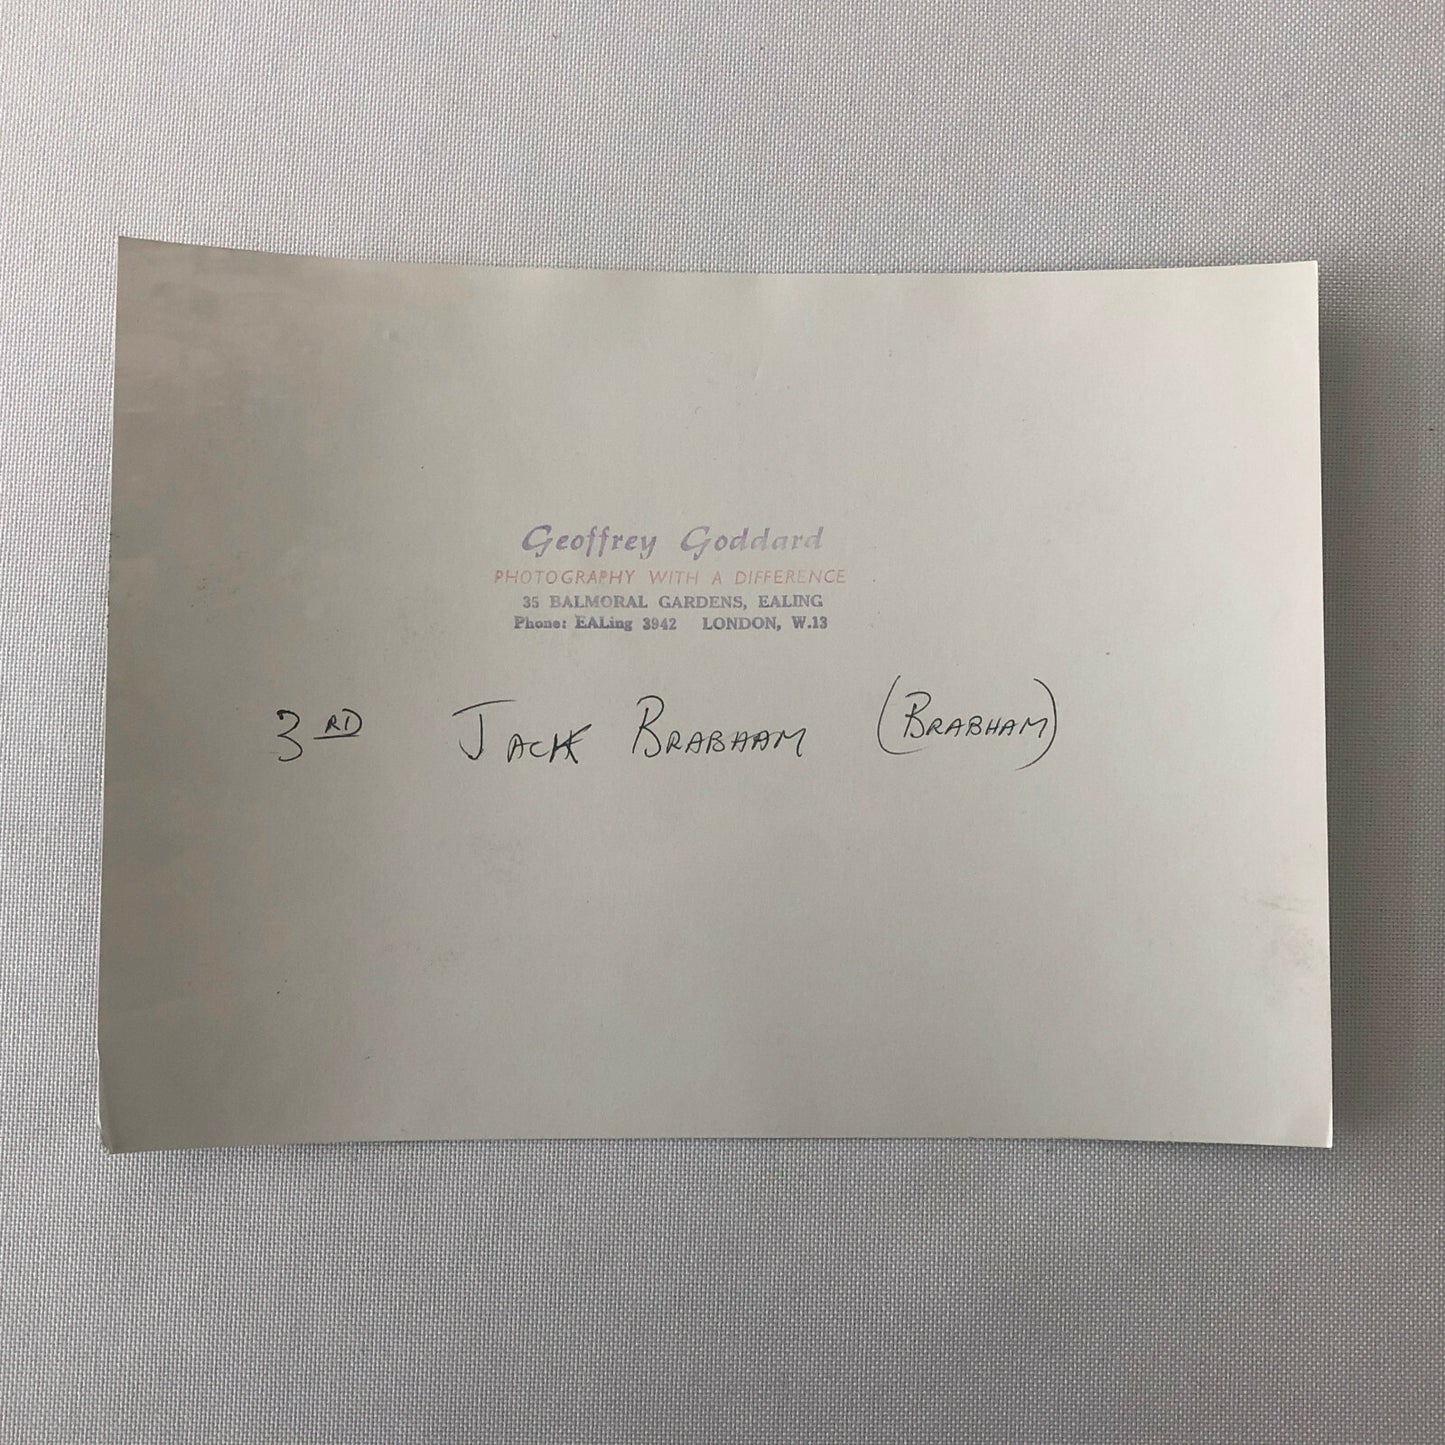 Geoffrey Goddard
PHOTOGRAPHY WITH A DIFFERENCE
35 BALMORAL GARDENS, EALING
Phone: EALing 3942 LONDON, W.13
3RD JACK BRABHAM (BRABHAM)